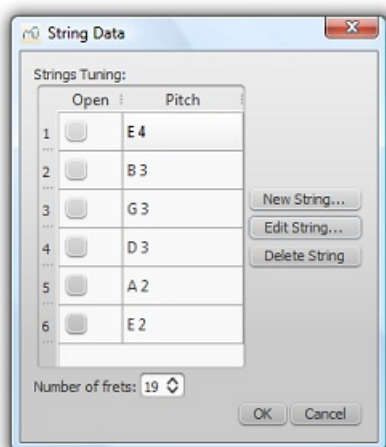 String Data
Strings Tuning:
Open Pitch
1 E 4
2 B 3
3 G 3
4 D 3
5 A 2
6 E 2
New String...
Edit String...
Delete String
Number of frets: 19
OK Cancel